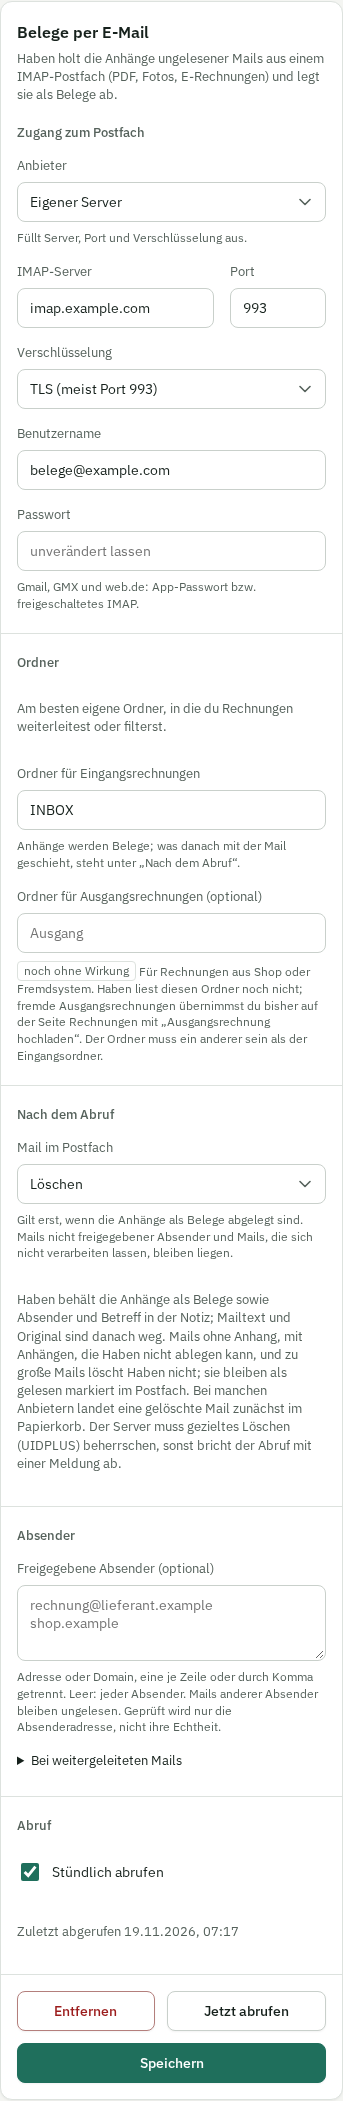 Belege per E-Mail
Haben holt die Anhänge ungelesener Mails aus einem
IMAP-Postfach (PDF, Fotos, E-Rechnungen) und legt
sie als Belege ab.
Zugang zum Postfach
Anbieter
Eigener Server
Füllt Server, Port und Verschlüsselung aus.
IMAP-Server
Port
imap.example.com
993
Verschlüsselung
TLS (meist Port 993)
Benutzername
belege@example.com
Passwort
unverändert lassen
Gmail, GMX und web.de: App-Passwort bzw.
freigeschaltetes IMAP.
Ordner
Am besten eigene Ordner, in die du Rechnungen
weiterleitest oder filterst.
Ordner für Eingangsrechnungen
INBOX
Anhänge werden Belege; was danach mit der Mail
geschieht, steht unter „Nach dem Abruf“.
Ordner für Ausgangsrechnungen (optional)
Ausgang
noch ohne Wirkung Für Rechnungen aus Shop oder
Fremdsystem. Haben liest diesen Ordner noch nicht;
fremde Ausgangsrechnungen übernimmst du bisher auf
der Seite Rechnungen mit „Ausgangsrechnung
hochladen“. Der Ordner muss ein anderer sein als der
Eingangsordner.
Nach dem Abruf
Mail im Postfach
Löschen
Gilt erst, wenn die Anhänge als Belege abgelegt sind.
Mails nicht freigegebener Absender und Mails, die sich
nicht verarbeiten lassen, bleiben liegen.
Haben behält die Anhänge als Belege sowie
Absender und Betreff in der Notiz; Mailtext und
Original sind danach weg. Mails ohne Anhang, mit
Anhängen, die Haben nicht ablegen kann, und zu
große Mails löscht Haben nicht; sie bleiben als
gelesen markiert im Postfach. Bei manchen
Anbietern landet eine gelöschte Mail zunächst im
Papierkorb. Der Server muss gezieltes Löschen
(UIDPLUS) beherrschen, sonst bricht der Abruf mit
einer Meldung ab.
Absender
Freigegebene Absender (optional)
rechnung@lieferant.example
shop.example
Adresse oder Domain, eine je Zeile oder durch Komma
getrennt. Leer: jeder Absender. Mails anderer Absender
bleiben ungelesen. Geprüft wird nur die
Absenderadresse, nicht ihre Echtheit.
Bei weitergeleiteten Mails
Abruf
Stündlich abrufen
Zuletzt abgerufen 19.11.2026, 07:17
Entfernen
Jetzt abrufen
Speichern